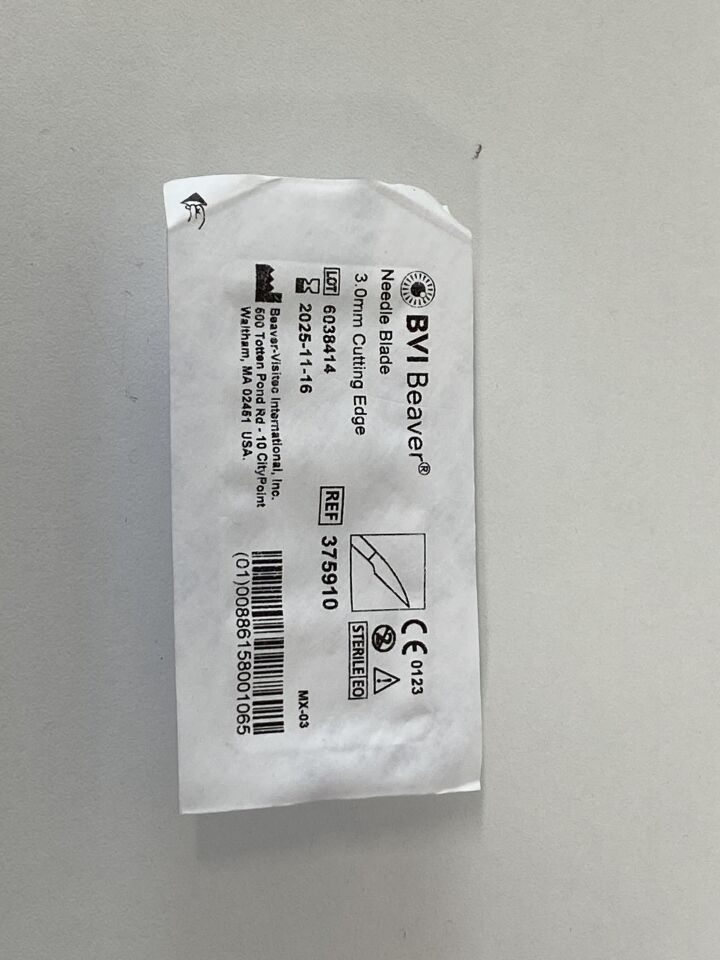 BVI Beaver®
Needle Blade
3.0mm Cutting Edge
LOT 6038414
2025-11-16
Beaver-Visitec International, Inc.
500 Totten Pond Rd - 10 CityPoint
Waltham, MA 02451 USA.
REF 375910
CE 0123
2
STERILE EO
MX-03
(01)00886158001065